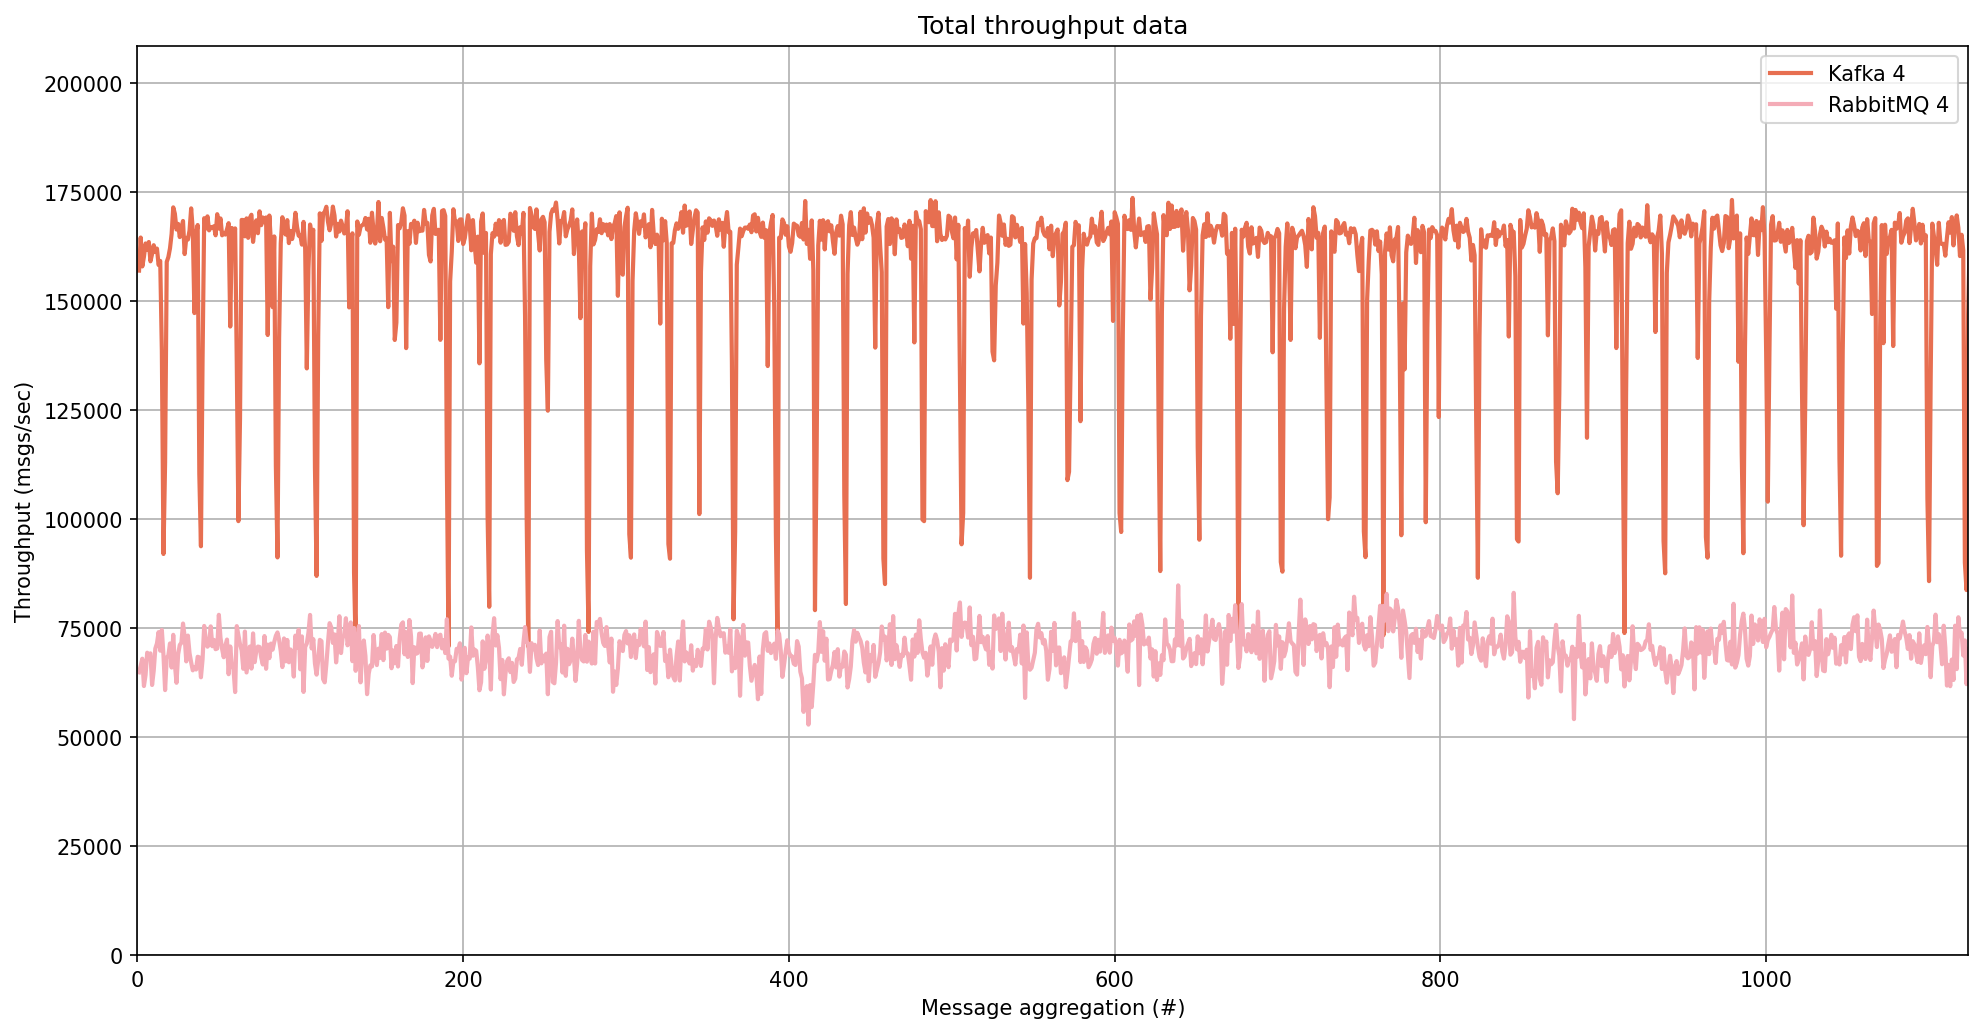 Total throughput data
Kafka 4
RabbitMQ 4
Throughput (msgs/sec)
200000
175000
150000
125000
100000
75000
50000
25000
0
0 200 400 600 800 1000
Message aggregation (#)